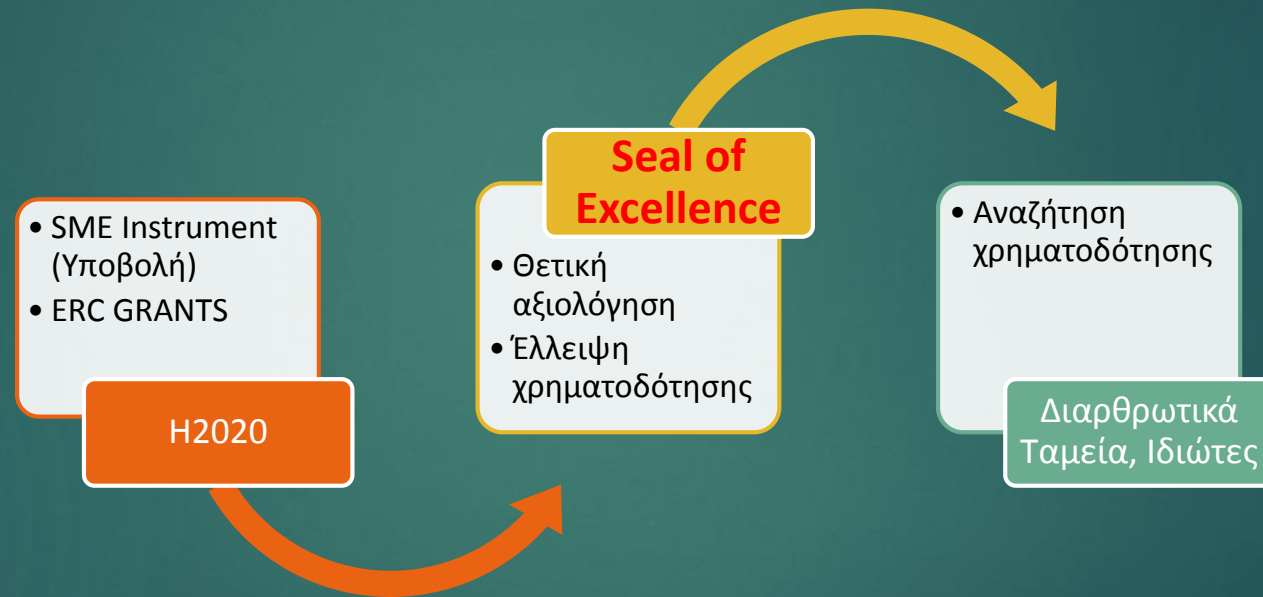 • SME Instrument
(Υποβολή)
• ERC GRANTS
H2020
Seal of
Excellence
• Θετική
αξιολόγηση
• Έλλειψη
χρηματοδότησης
• Αναζήτηση
χρηματοδότησης
Διαρθρωτικά
Ταμεία, Ιδιώτες